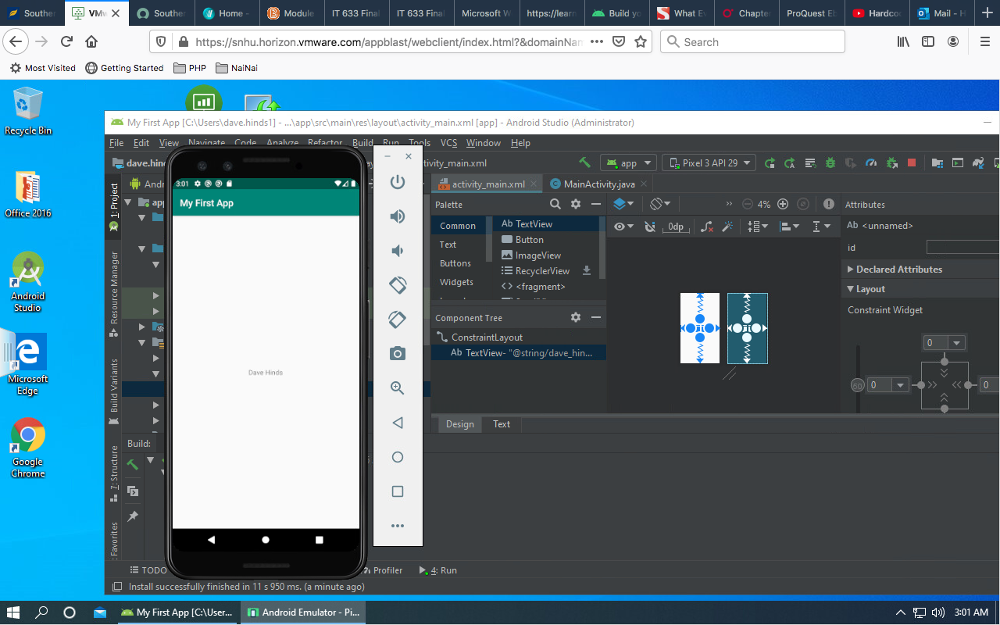 Souther
VMw
Souther
Home -
Module
IT 633 Final
IT 633 Final
Microsoft W
https://learn
Build yo
What Ev
Chapter
ProQuest Eb
Hardcoc
Mail - H
https://snhu.horizon.vmware.com/appblast/webclient/index.html?&domainNam
Search
Most Visited
Getting Started
PHP
NaiNai
Recycle Bin
Office 2016
Android Studio
Microsoft Edge
Google Chrome
My First App [C:\Users\dave.hinds1] - ...\app\src\main\res\layout\activity_main.xml [app] - Android Studio (Administrator)
File Edit View Navigate Code Analyze Refactor Build Run Tools VCS Window Help
dave.hind
tivity_main.xml
app
Pixel 3 API 29
1: Project
Resource Manager
Build Variants
7: Structure
Favorites
Andr
app
activity_main.xml
MainActivity.java
Palette
Common
Text
Buttons
Widgets
Ab TextView
Button
ImageView
RecyclerView
<fragment>
Component Tree
ConstraintLayout
Ab TextView- "@string/dave_hin...
0dp
4%
Attributes
Ab <unnamed>
id
Declared Attributes
Layout
Constraint Widget
0
50
0
0
Design
Text
Build:
3:01
My First App
Dave Hinds
TODO
Profiler
4: Run
Install successfully finished in 11 s 950 ms. (a minute ago)
My First App [C:\User...
Android Emulator - Pi...
3:01 AM